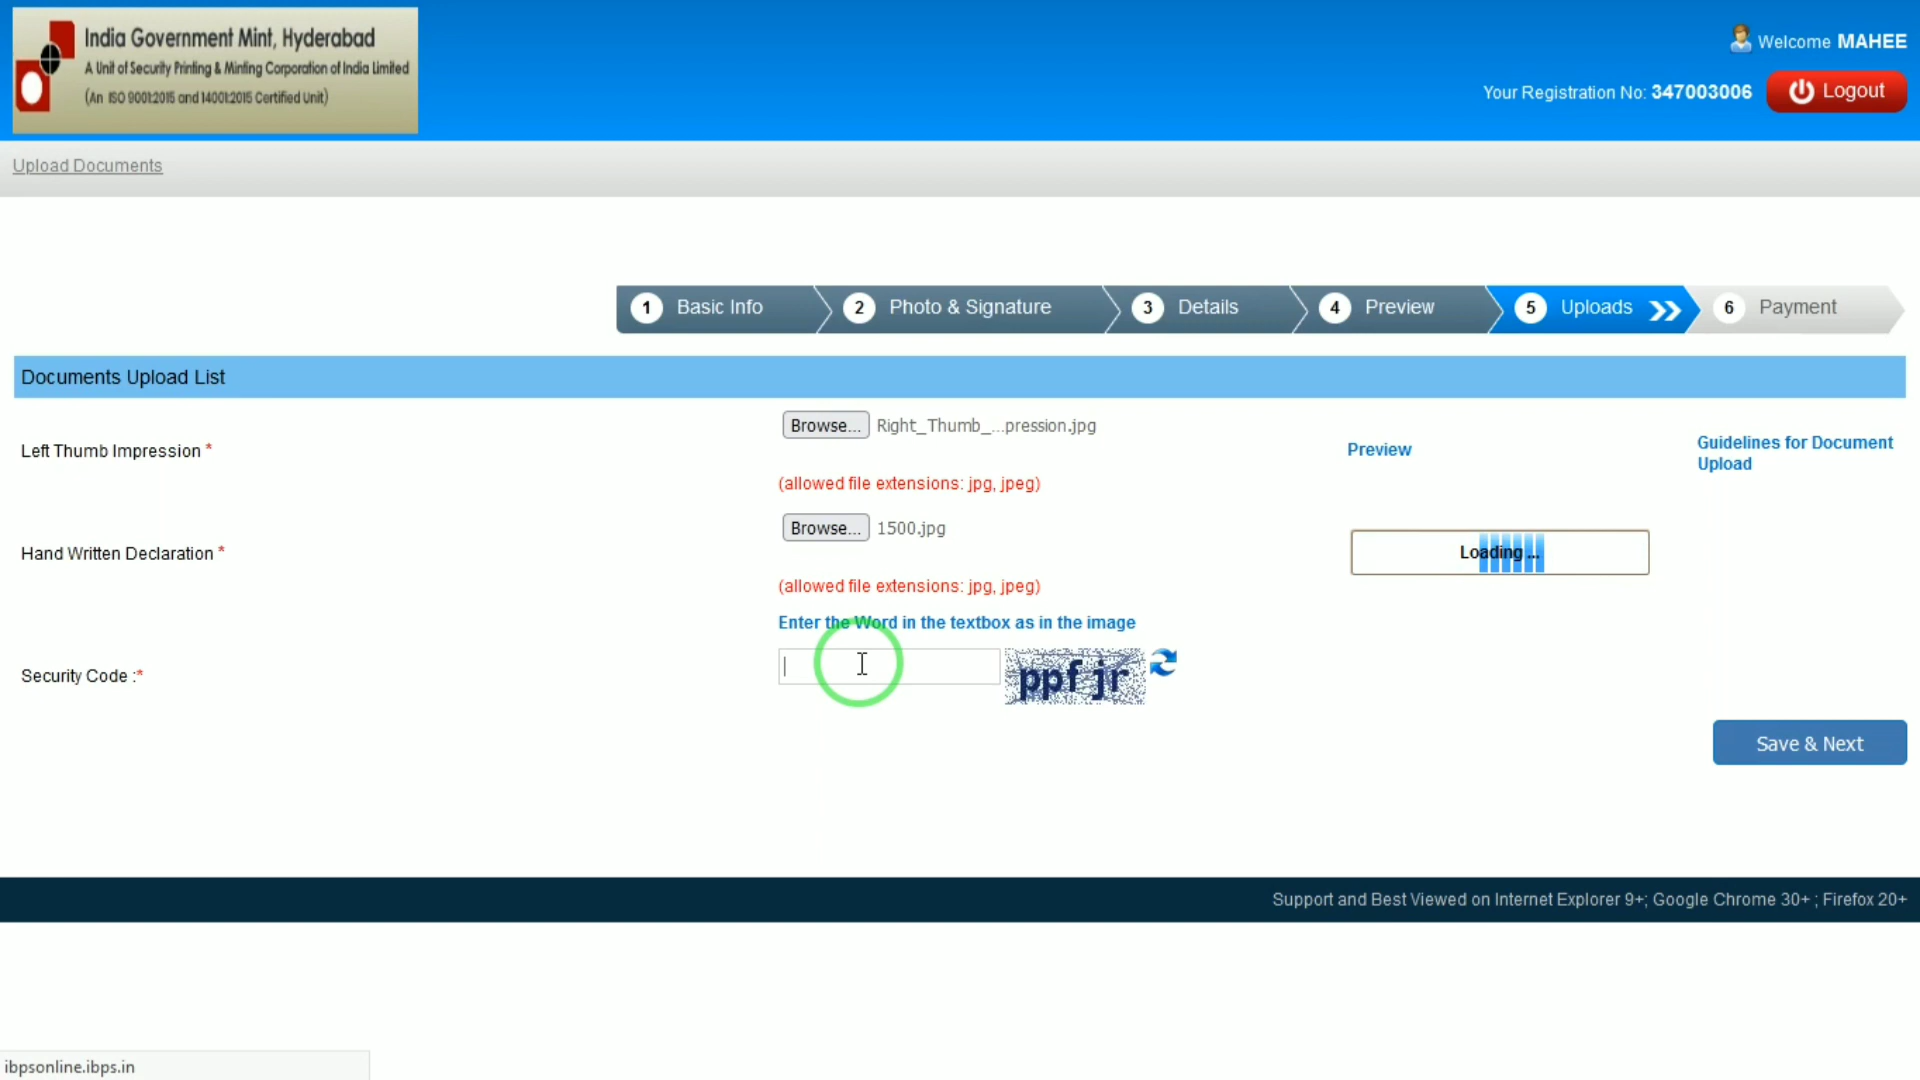 India Government Mint, Hyderabad
A Unit of Security Printing & Minting Corporation of India Limited
(An ISO 9001:2015 and 14001:2015 Certified Unit)
Welcome MAHEE
Your Registration No: 347003006
Logout
Upload Documents
1 Basic Info
2 Photo & Signature
3 Details
4 Preview
5 Uploads
6 Payment
Documents Upload List
Left Thumb Impression *
Browse... Right_Thumb_...pression.jpg
(allowed file extensions: jpg, jpeg)
Preview
Guidelines for Document
Upload
Hand Written Declaration *
Browse... 1500.jpg
(allowed file extensions: jpg, jpeg)
Loading ...
Enter the Word in the textbox as in the image
Security Code :*
ppfjr
Save & Next
Support and Best Viewed on Internet Explorer 9+; Google Chrome 30+ ; Firefox 20+
ibpsonline.ibps.in